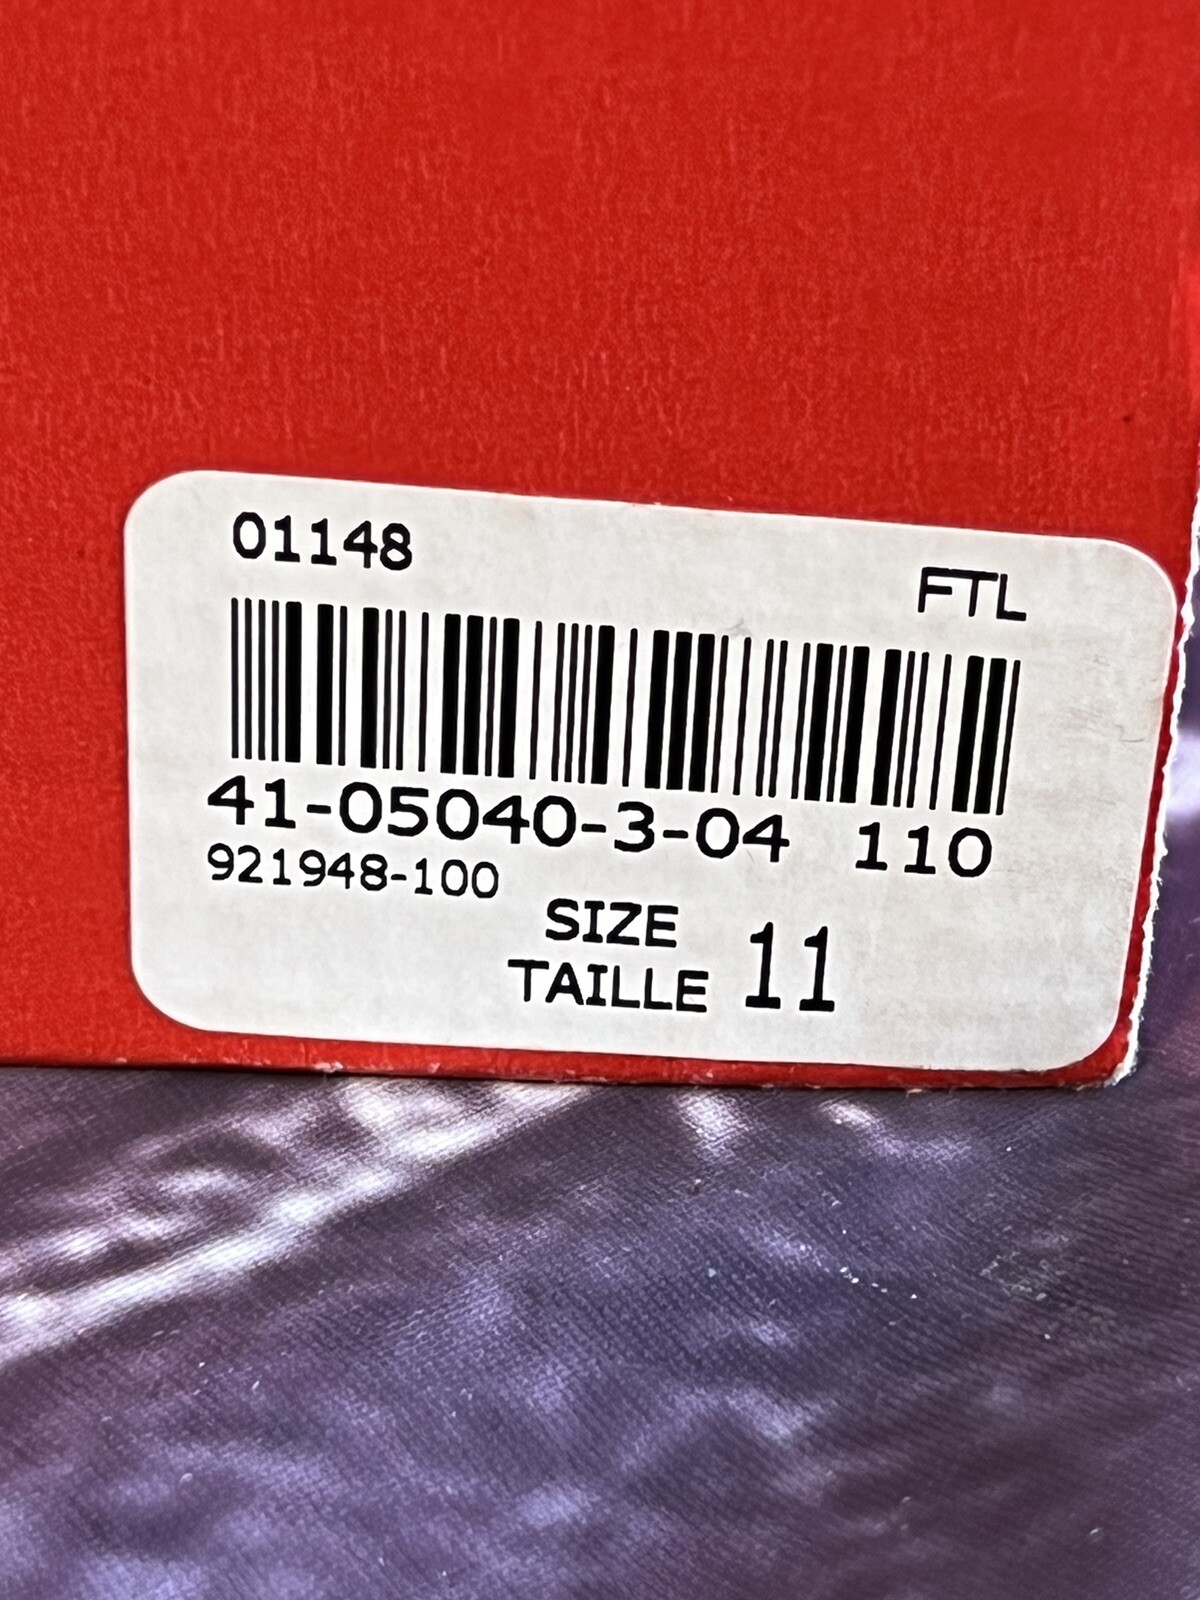 01148
FTL
41-05040-3-04 110
921948-100
SIZE
TAILLE 11